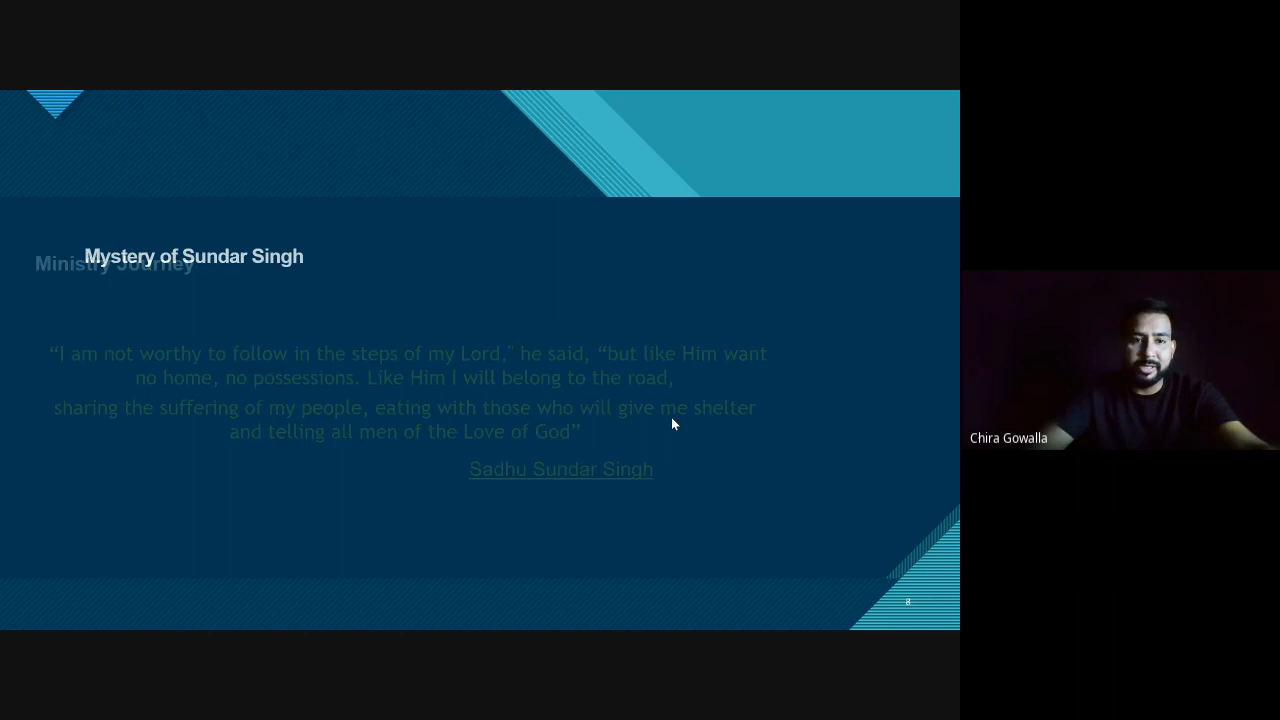 Mystery of Sundar Singh
Ministry Journey
“I am not worthy to follow in the steps of my Lord," he said, “but like Him want
no home, no possessions. Like Him I will belong to the road,
sharing the suffering of my people, eating with those who will give me shelter
and telling all men of the Love of God”
Sadhu Sundar Singh
8
Chira Gowalla